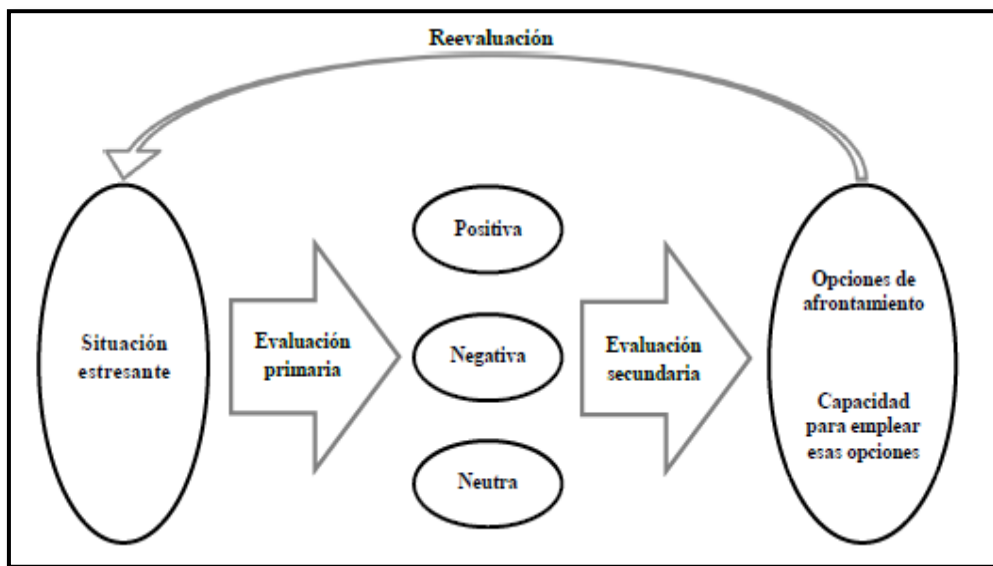 Reevaluación
Situación
estresante
Evaluación
primaria
Positiva
Negativa
Neutra
Evaluación
secundaria
Opciones de
afrontamiento
Capacidad
para emplear
esas opciones